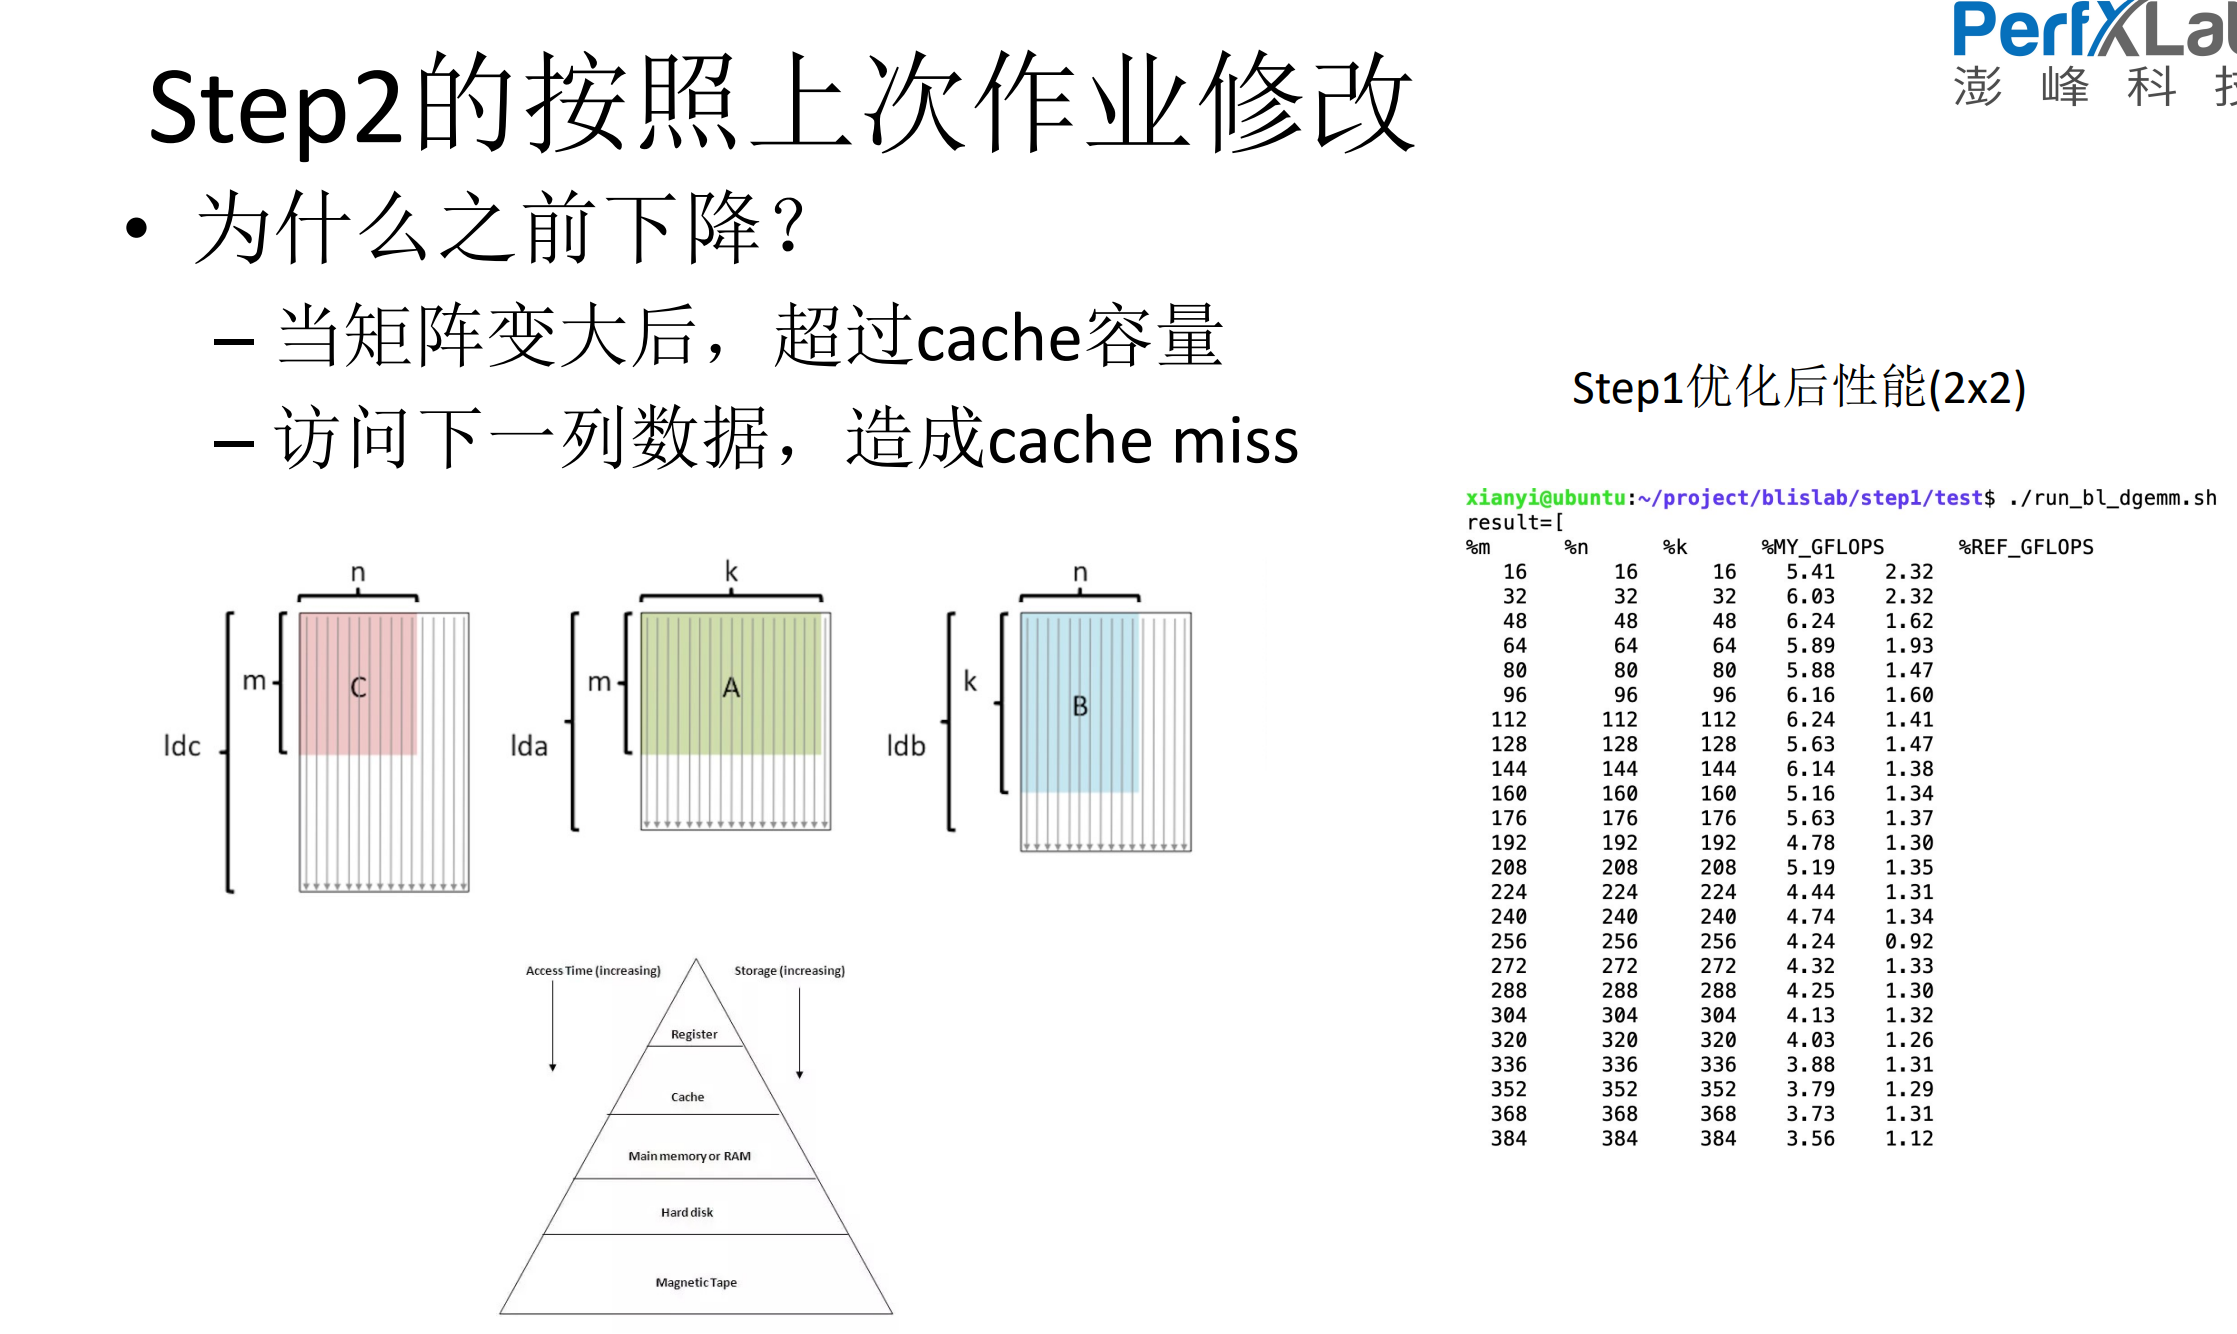 PerfXLab
澎峰科技
Step2的按照上次作业修改
• 为什么之前下降？
– 当矩阵变大后，超过cache容量
– 访问下一列数据，造成cache miss
n
m
C
ldc
k
m
A
lda
n
k
B
ldb
Access Time (increasing)
Storage (increasing)
Register
Cache
Main memory or RAM
Hard disk
Magnetic Tape
Step1优化后性能(2x2)
xianyi@ubuntu:~/project/blislab/step1/test$ ./run_bl_dgemm.sh
result=[
%m %n %k %MY_GFLOPS %REF_GFLOPS
16 16 16 5.41 2.32
32 32 32 6.03 2.32
48 48 48 6.24 1.62
64 64 64 5.89 1.93
80 80 80 5.88 1.47
96 96 96 6.16 1.60
112 112 112 6.24 1.41
128 128 128 5.63 1.47
144 144 144 6.14 1.38
160 160 160 5.16 1.34
176 176 176 5.63 1.37
192 192 192 4.78 1.30
208 208 208 5.19 1.35
224 224 224 4.44 1.31
240 240 240 4.74 1.34
256 256 256 4.24 0.92
272 272 272 4.32 1.33
288 288 288 4.25 1.30
304 304 304 4.13 1.32
320 320 320 4.03 1.26
336 336 336 3.88 1.31
352 352 352 3.79 1.29
368 368 368 3.73 1.31
384 384 384 3.56 1.12